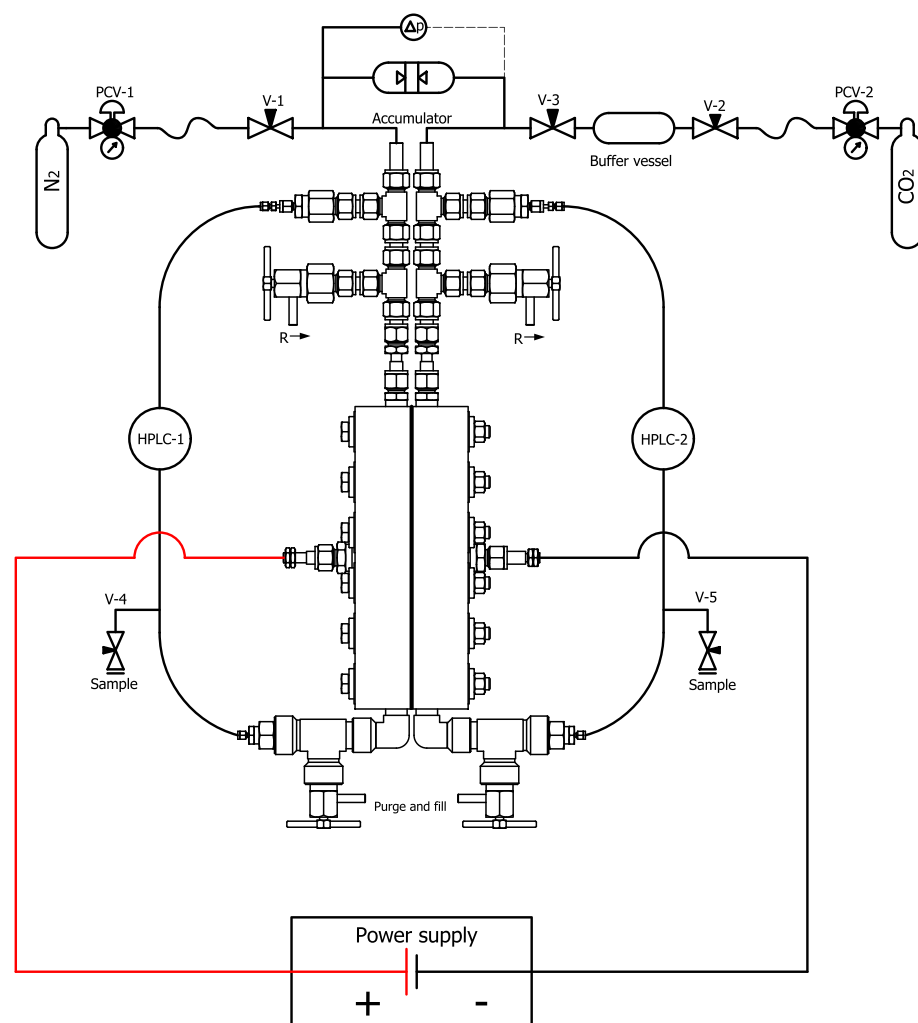 Δp
PCV-1
V-1
V-3
V-2
PCV-2
Accumulator
Buffer vessel
N2
CO2
R
R
HPLC-1
HPLC-2
V-4
V-5
Sample
Sample
Purge and fill
Power supply
+ -